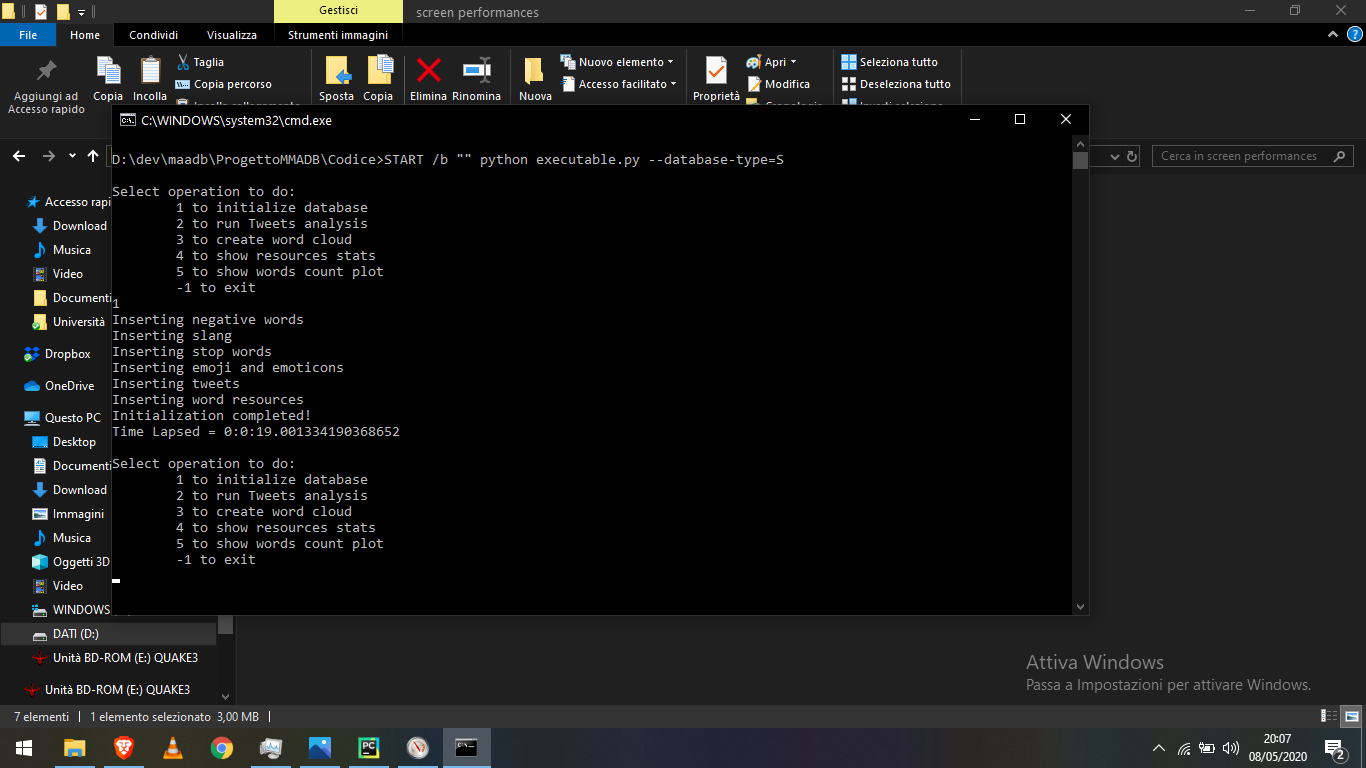 Gestisci
screen performances
File
Home
Condividi
Visualizza
Strumenti immagini
Aggiungi ad
Accesso rapido
Copia
Incolla
Taglia
Copia percorso
Sposta
Copia
Elimina
Rinomina
Nuova
Nuovo elemento
Accesso facilitato
Proprietà
Apri
Modifica
Cronologia
Seleziona tutto
Deseleziona tutto
C:\WINDOWS\system32\cmd.exe
Cerca in screen performances
D:\dev\maadb\ProgettoMMADB\Codice>START /b "" python executable.py --database-type=S
Select operation to do:
1 to initialize database
2 to run Tweets analysis
3 to create word cloud
4 to show resources stats
5 to show words count plot
-1 to exit
1
Inserting negative words
Inserting slang
Inserting stop words
Inserting emoji and emoticons
Inserting tweets
Inserting word resources
Initialization completed!
Time Lapsed = 0:0:19.001334190368652
Select operation to do:
1 to initialize database
2 to run Tweets analysis
3 to create word cloud
4 to show resources stats
5 to show words count plot
-1 to exit
Accesso rapi
Download
Musica
Video
Documenti
Università
Dropbox
OneDrive
Questo PC
Desktop
Documenti
Download
Immagini
Musica
Oggetti 3D
Video
WINDOWS
DATI (D:)
Unità BD-ROM (E:) QUAKE3
Unità BD-ROM (E:) QUAKE3
Attiva Windows
Passa a Impostazioni per attivare Windows.
7 elementi
1 elemento selezionato 3,00 MB
20:07
08/05/2020
2